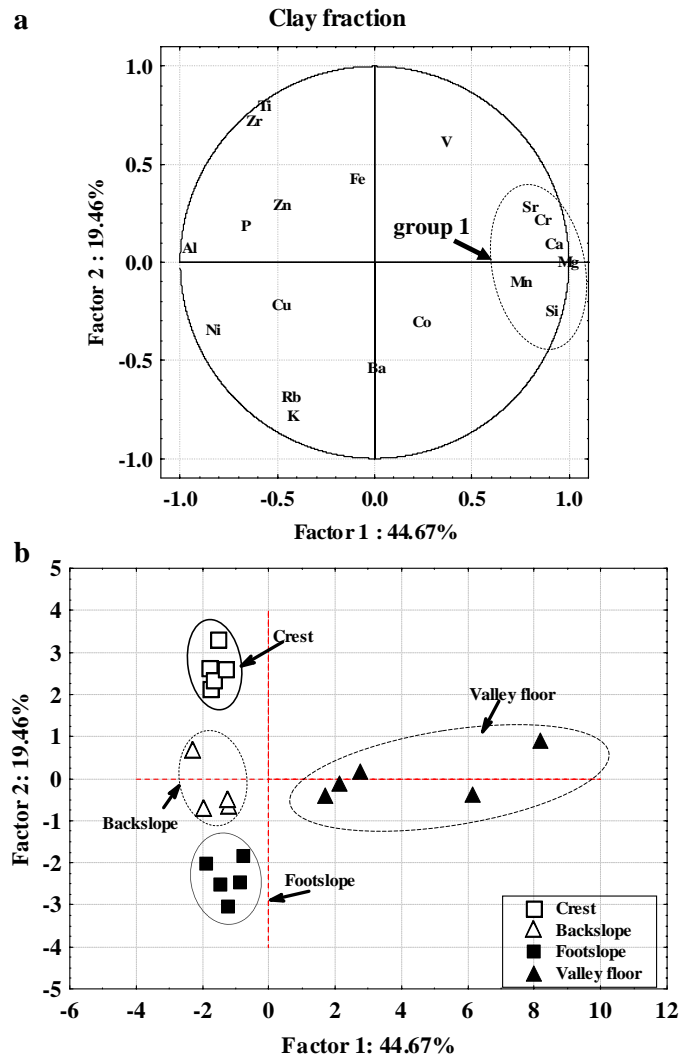 a
Clay fraction
1.0
Ti
Zr
V
0.5
Fe
Zn
Sr
P
Cr
group 1
Al
Ca
0.0
Mg
Mn
Cu
Si
Ni
Co
-0.5
Ba
Rb
K
-1.0
-1.0 -0.5 0.0 0.5 1.0
Factor 2 : 19.46%
Factor 1 : 44.67%
b
5
4
3
2
1
0
-1
-2
-3
-4
-5
Crest
Valley floor
Backslope
Footslope
Crest
Backslope
Footslope
Valley floor
-6 -4 -2 0 2 4 6 8 10 12
Factor 2: 19.46%
Factor 1: 44.67%